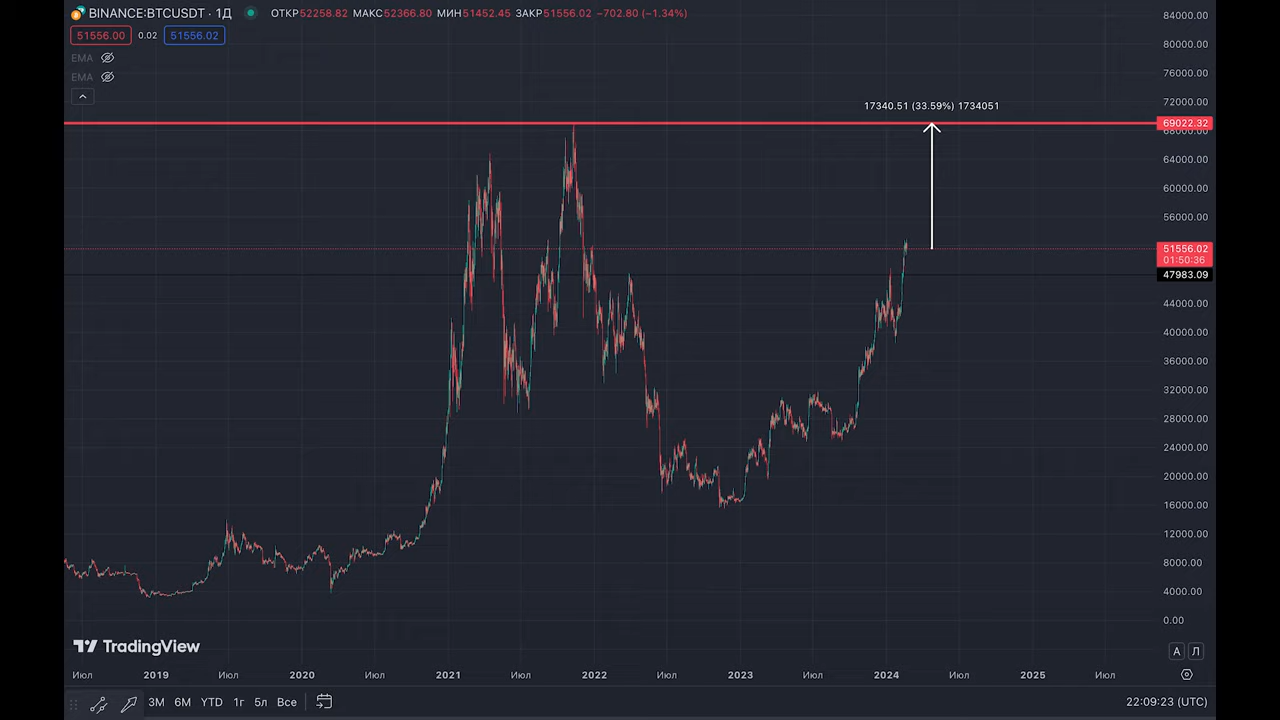 BINANCE:BTCUSDT · 1Д ОТКР52258.82 МАКС52366.80 МИН51452.45 ЗАКР51556.02 −702.80 (−1.34%)
51556.00 0.02 51556.02
EMA
EMA
84000.00
80000.00
76000.00
72000.00
17340.51 (33.59%) 1734051
69022.32
68000.00
64000.00
60000.00
56000.00
51556.02
01:50:36
47983.09
44000.00
40000.00
36000.00
32000.00
28000.00
24000.00
20000.00
16000.00
12000.00
8000.00
4000.00
0.00
TradingView
А Л
Июл 2019 Июл 2020 Июл 2021 Июл 2022 Июл 2023 Июл 2024 Июл 2025 Июл
3М 6М YTD 1г 5л Все 22:09:23 (UTC)